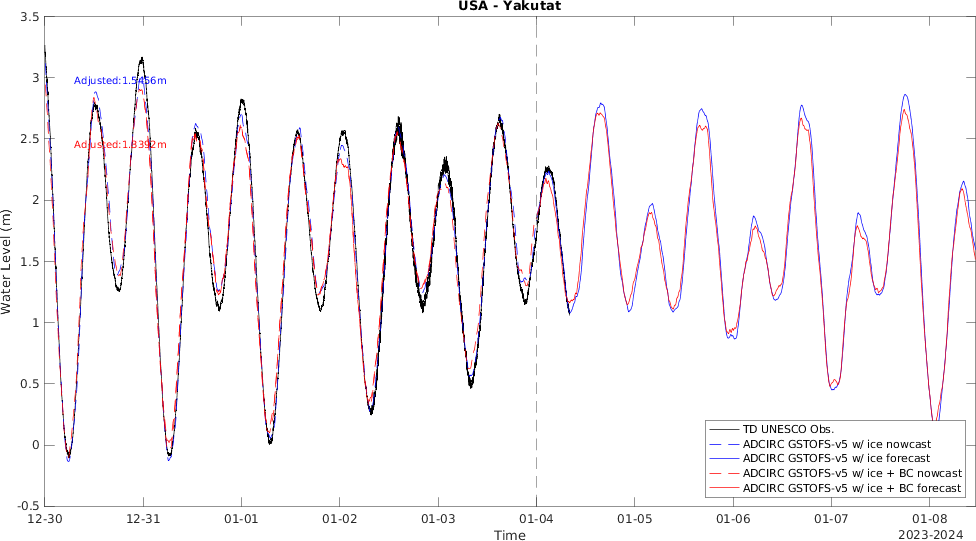 USA - Yakutat
3.5
3
2.5
2
1.5
1
0.5
0
-0.5
Water Level (m)
Adjusted:1.5456m
Adjusted:1.8392m
TD UNESCO Obs.
ADCIRC GSTOFS-v5 w/ ice nowcast
ADCIRC GSTOFS-v5 w/ ice forecast
ADCIRC GSTOFS-v5 w/ ice + BC nowcast
ADCIRC GSTOFS-v5 w/ ice + BC forecast
12-30 12-31 01-01 01-02 01-03 01-04 01-05 01-06 01-07 01-08
Time
2023-2024